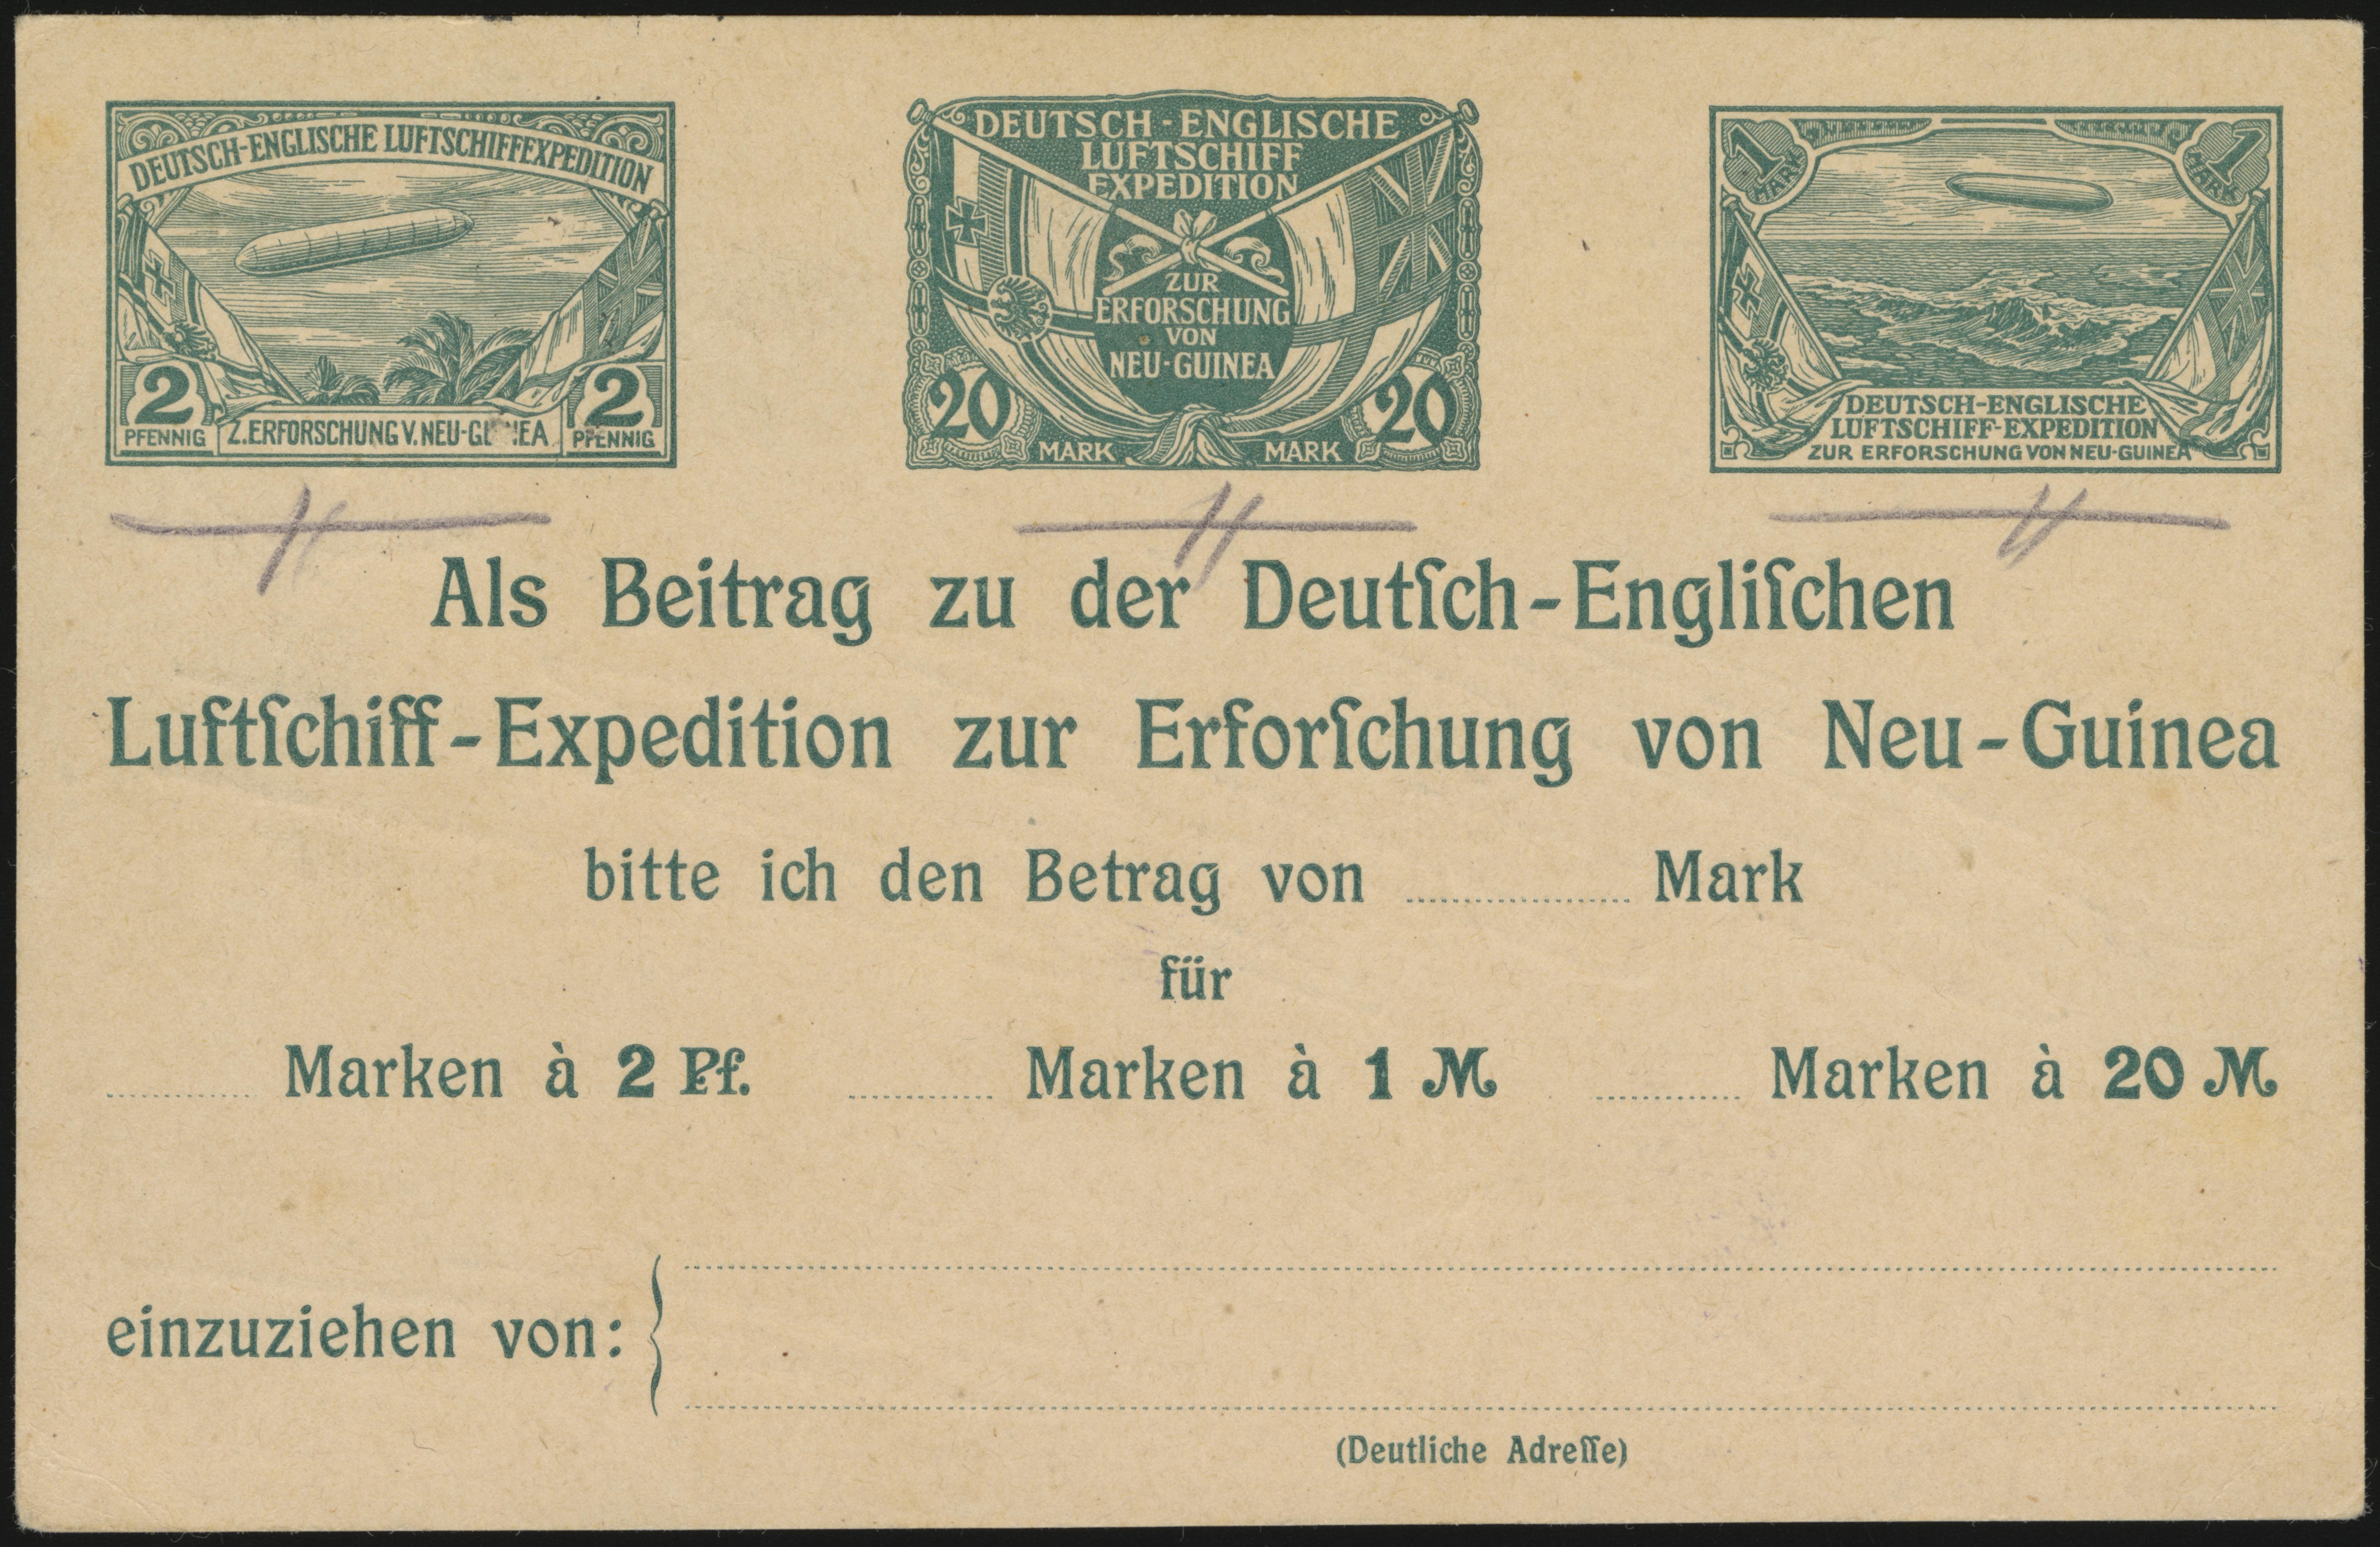 DEUTSCH-ENGLISCHE LUFTSCHIFFEXPEDITION
2 2
PFENNIG Z. ERFORSCHUNG V. NEU- PFENNIG
DEUTSCH-ENGLISCHE
LUFTSCHIFF
EXPEDITION
ZUR
ERFORSCHUNG
VON
NEU-GUINEA
20 20
MARK MARK
1 1
MARK MARK
DEUTSCH-ENGLISCHE
LUFTSCHIFF-EXPEDITION
ZUR ERFORSCHUNG VON NEU-GUINEA
Als Beitrag zu der Deutſch-Engliſchen
Luftſchiff-Expedition zur Erforſchung von Neu-Guinea
bitte ich den Betrag von ........ Mark
für
........ Marken à 2 Pf. ........ Marken à 1 M ........ Marken à 20 M
einzuziehen von:
(Deutliche Adreſſe)